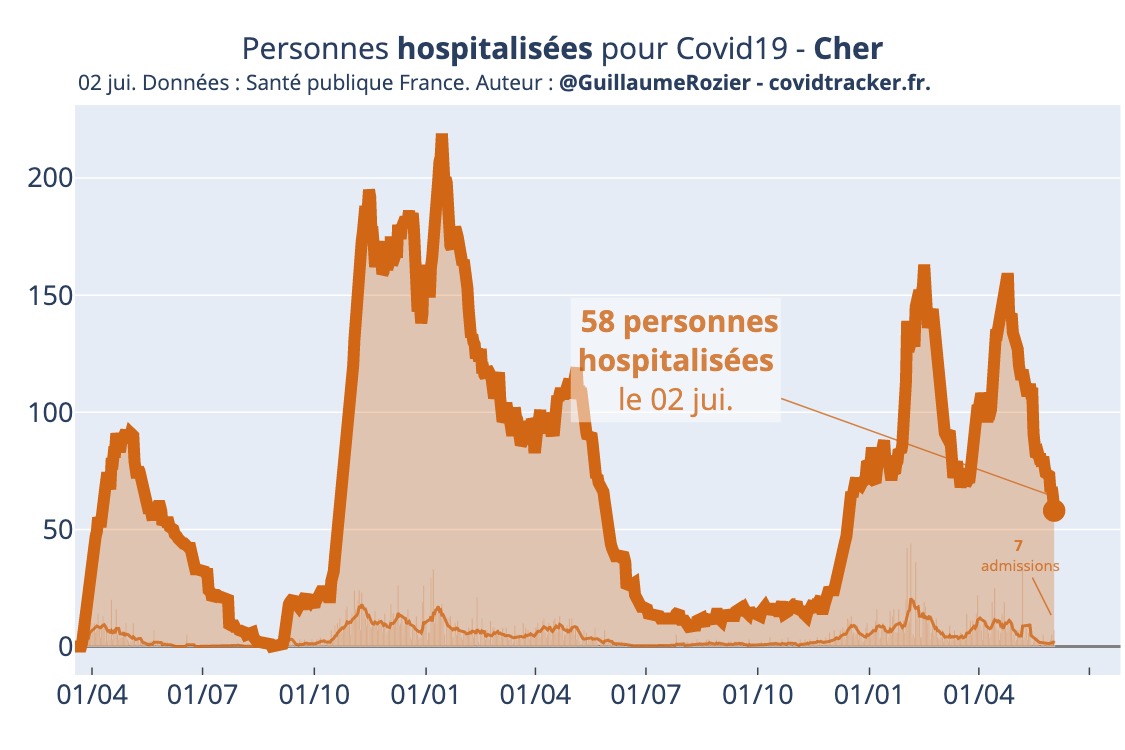 Personnes hospitalisées pour Covid19 - Cher
02 jui. Données : Santé publique France. Auteur : @GuillaumeRozier - covidtracker.fr.
200
150
100
50
0
58 personnes
hospitalisées
le 02 jui.
7
admissions
01/04 01/07 01/10 01/01 01/04 01/07 01/10 01/01 01/04